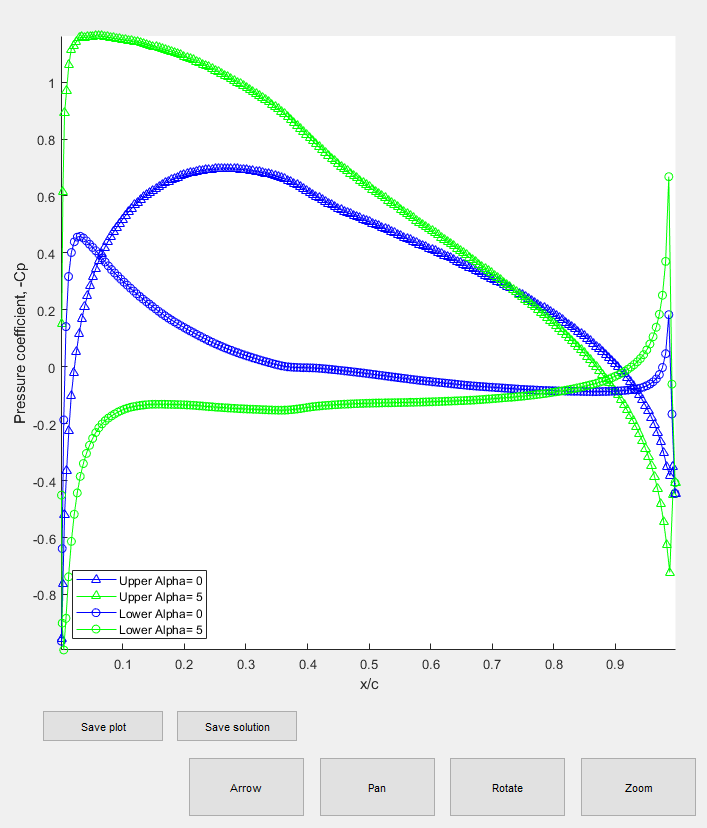 Pressure coefficient, -Cp
1
0.8
0.6
0.4
0.2
0
-0.2
-0.4
-0.6
-0.8
Upper Alpha= 0
Upper Alpha= 5
Lower Alpha= 0
Lower Alpha= 5
0.1 0.2 0.3 0.4 0.5 0.6 0.7 0.8 0.9
x/c
Save plot Save solution
Arrow Pan Rotate Zoom